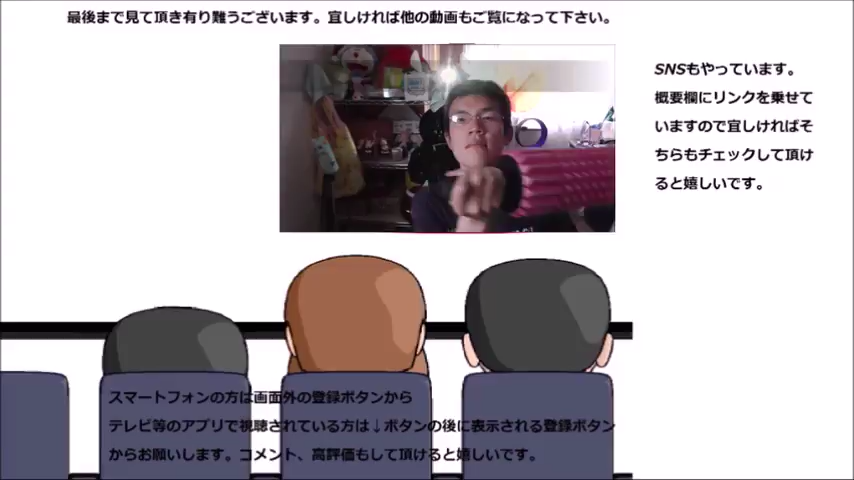 最後まで見て頂き有り難うございます。宜しければ他の動画もご覧になって下さい。
SNSもやっています。
概要欄にリンクを乗せて
いますので宜しければそ
ちらもチェックして頂け
ると嬉しいです。
スマートフォンの方は画面外の登録ボタンから
テレビ等のアプリで視聴されている方は↓ボタンの後に表示される登録ボタン
からお願いします。コメント、高評価もして頂けると嬉しいです。